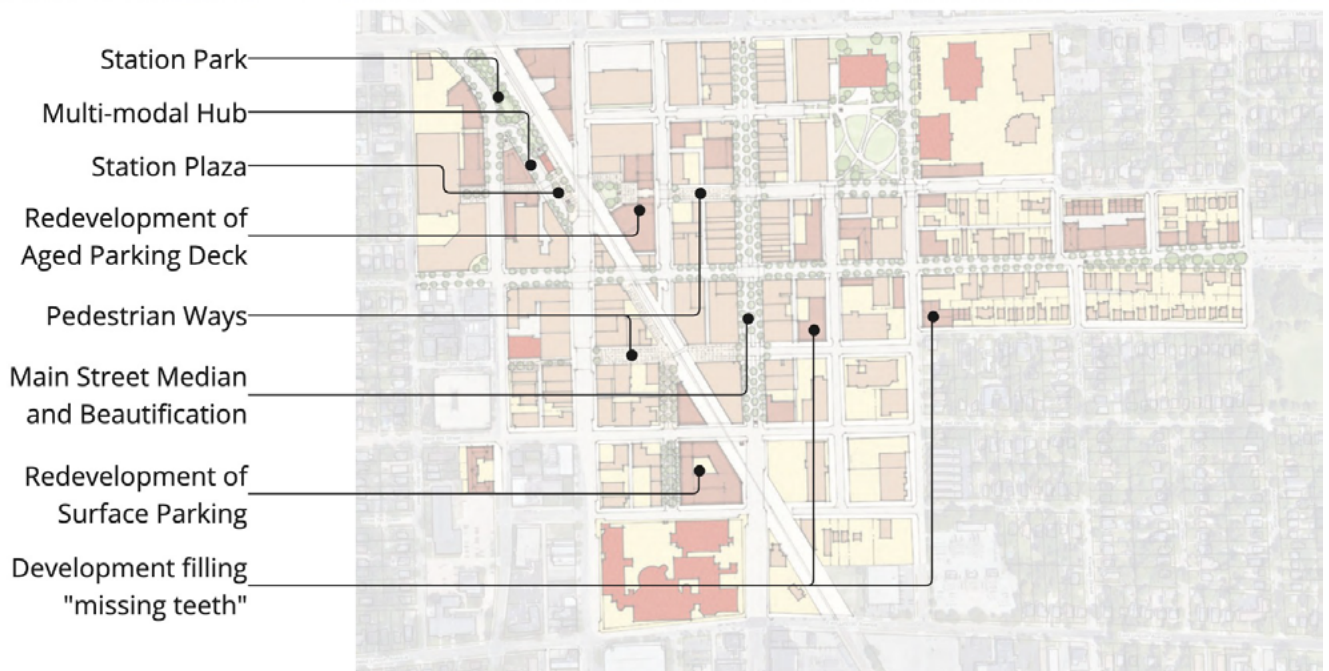 Station Park
Multi-modal Hub
Station Plaza
Redevelopment of
Aged Parking Deck
Pedestrian Ways
Main Street Median
and Beautification
Redevelopment of
Surface Parking
Development filling
"missing teeth"